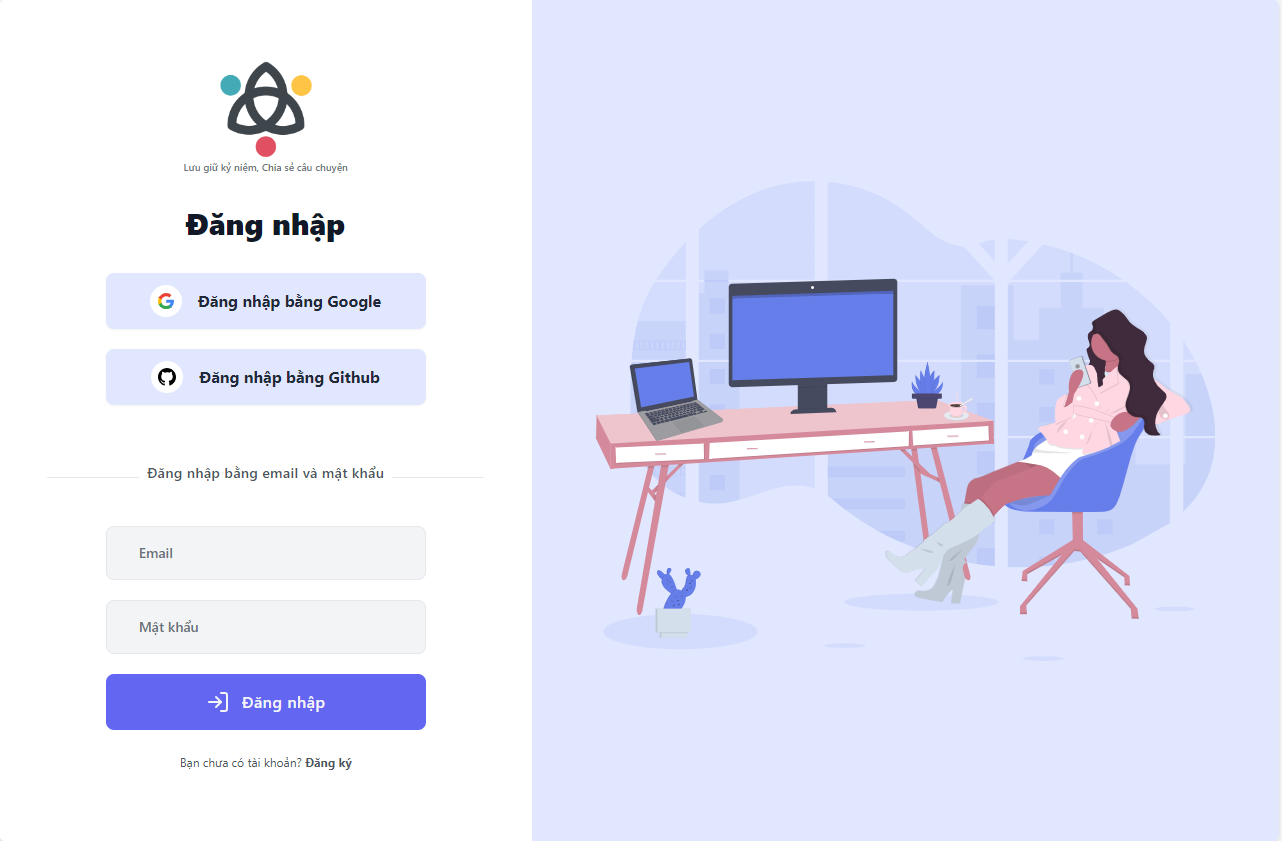 Lưu giữ kỷ niệm, Chia sẻ câu chuyện
Đăng nhập
Đăng nhập bằng Google
Đăng nhập bằng Github
Đăng nhập bằng email và mật khẩu
Email
Mật khẩu
Đăng nhập
Bạn chưa có tài khoản? Đăng ký